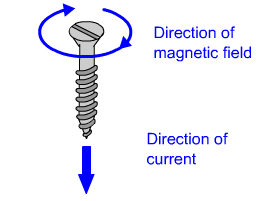 Direction of
magnetic field
Direction of
current